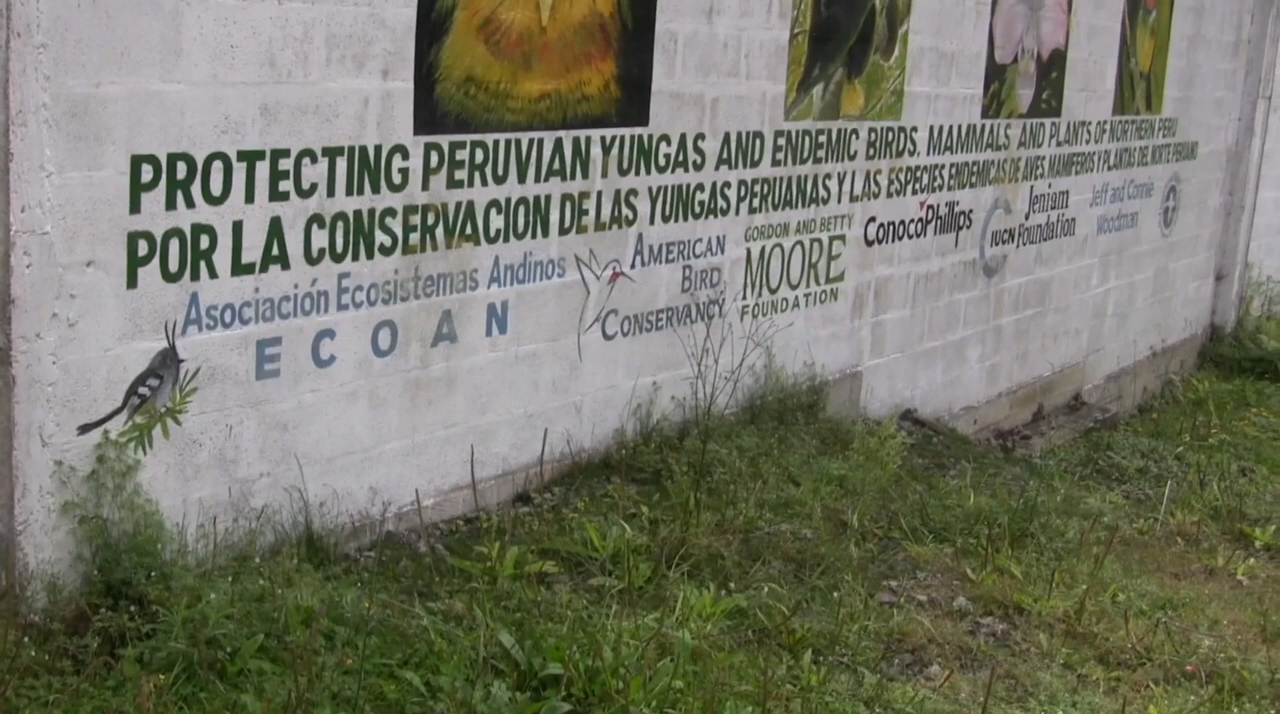 PROTECTING PERUVIAN YUNGAS AND ENDEMIC BIRDS, MAMMALS, AND PLANTS OF NORTHERN PERU
POR LA CONSERVACION DE LAS YUNGAS PERUANAS Y LAS ESPECIES ENDEMICAS DE AVES, MAMIFEROS Y PLANTAS DEL NORTE PERUANO
Asociación Ecosistemas Andinos
ECOAN
AMERICAN
BIRD
CONSERVANCY
GORDON AND BETTY
MOORE
FOUNDATION
ConocoPhillips
IUCN
Jeniam
Foundation
Jeff and Connie
Woodman